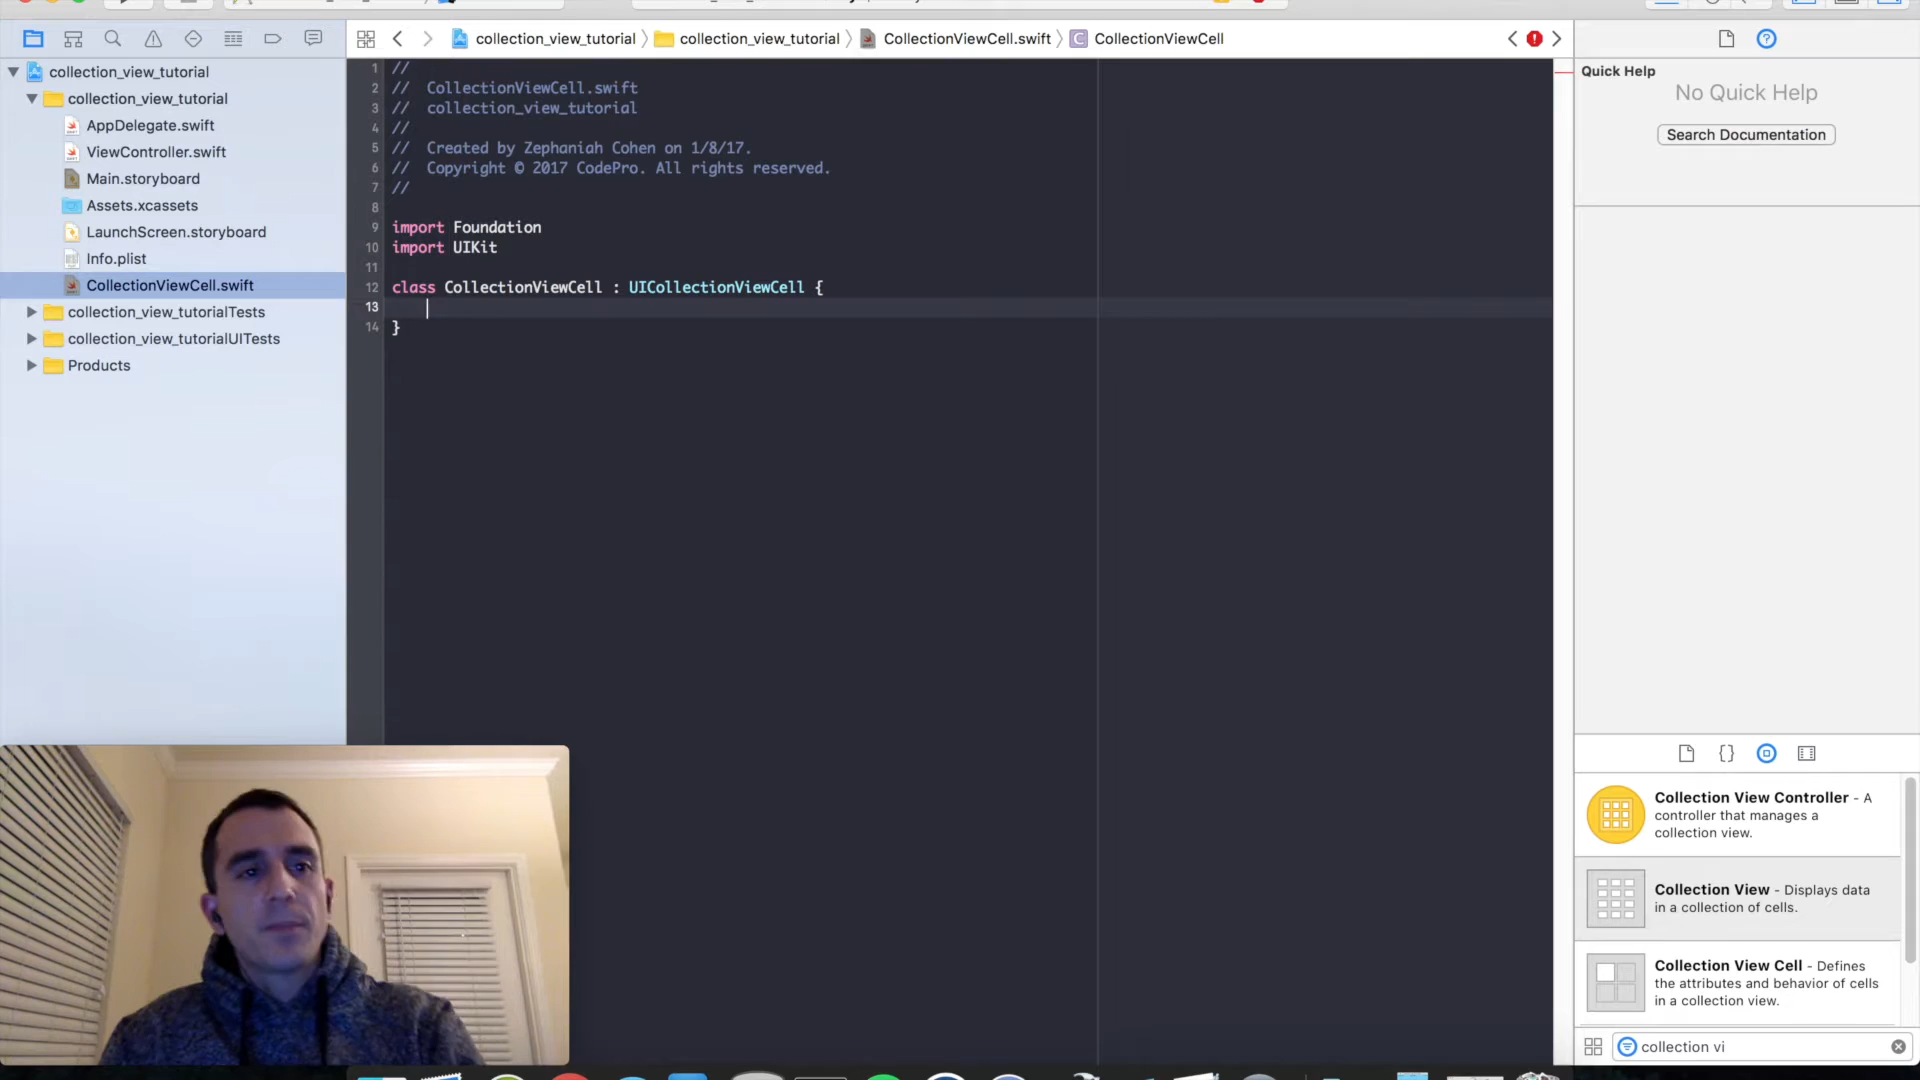 collection_view_tutorial
collection_view_tutorial
CollectionViewCell.swift
CollectionViewCell
collection_view_tutorial
collection_view_tutorial
AppDelegate.swift
ViewController.swift
Main.storyboard
Assets.xcassets
LaunchScreen.storyboard
Info.plist
CollectionViewCell.swift
collection_view_tutorialTests
collection_view_tutorialUITests
Products
1 //
2 // CollectionViewCell.swift
3 // collection_view_tutorial
4 //
5 // Created by Zephaniah Cohen on 1/8/17.
6 // Copyright © 2017 CodePro. All rights reserved.
7 //
8
9 import Foundation
10 import UIKit
11
12 class CollectionViewCell : UICollectionViewCell {
13
14 }
Quick Help
No Quick Help
Search Documentation
Collection View Controller - A
controller that manages a
collection view.
Collection View - Displays data
in a collection of cells.
Collection View Cell - Defines
the attributes and behavior of cells
in a collection view.
collection vi